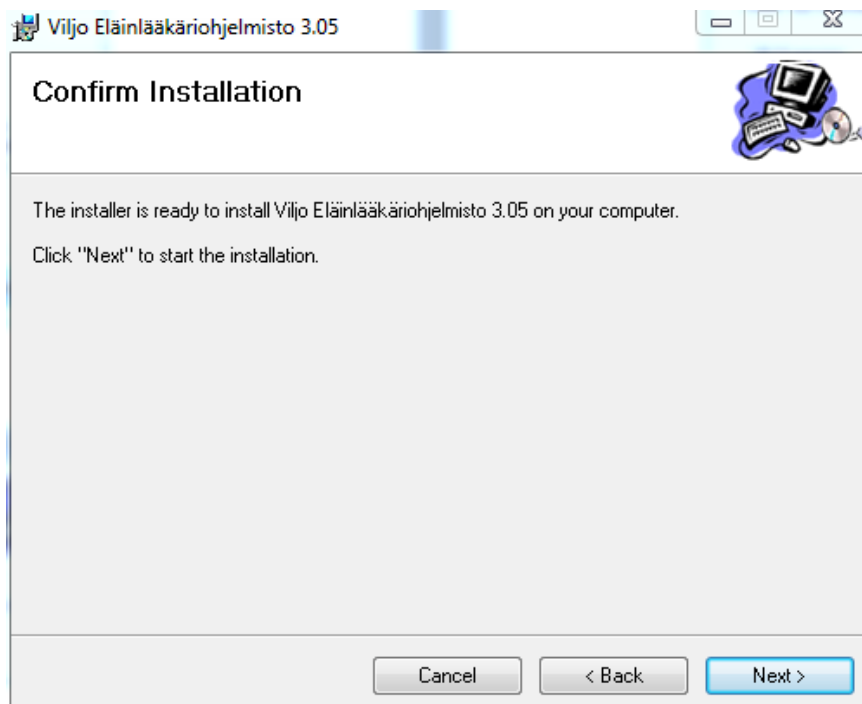 Viljo Eläinlääkäriohjelmisto 3.05
Confirm Installation
The installer is ready to install Viljo Eläinlääkäriohjelmisto 3.05 on your computer.
Click "Next" to start the installation.
Cancel
< Back
Next >